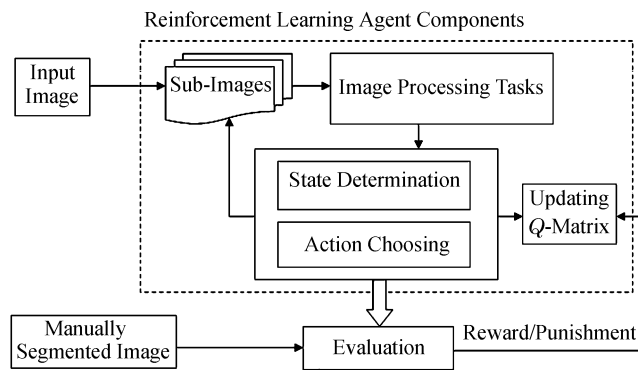 Reinforcement Learning Agent Components
Input
Image
Sub-Images
Image Processing Tasks
State Determination
Action Choosing
Updating
Q-Matrix
Manually
Segmented Image
Evaluation
Reward/Punishment